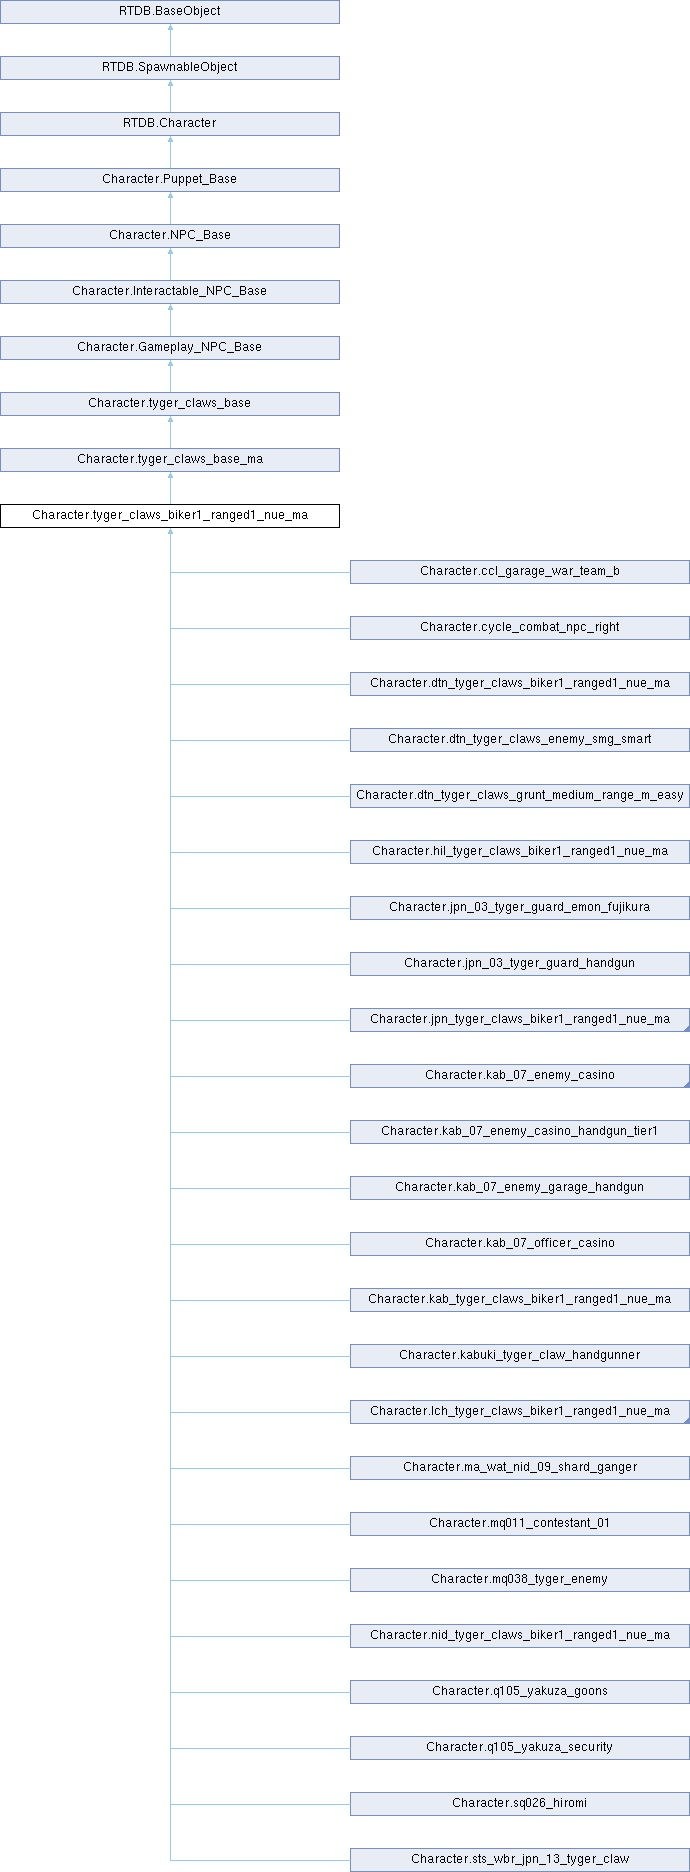 RTDB.BaseObject
RTDB.SpawnableObject
RTDB.Character
Character.Puppet_Base
Character.NPC_Base
Character.Interactable_NPC_Base
Character.Gameplay_NPC_Base
Character.tyger_claws_base
Character.tyger_claws_base_ma
Character.tyger_claws_biker1_ranged1_nue_ma
Character.ccl_garage_war_team_b
Character.cycle_combat_npc_right
Character.dtn_tyger_claws_biker1_ranged1_nue_ma
Character.dtn_tyger_claws_enemy_smg_smart
Character.dtn_tyger_claws_grunt_medium_range_m_easy
Character.hil_tyger_claws_biker1_ranged1_nue_ma
Character.jpn_03_tyger_guard_emon_fujikura
Character.jpn_03_tyger_guard_handgun
Character.jpn_tyger_claws_biker1_ranged1_nue_ma
Character.kab_07_enemy_casino
Character.kab_07_enemy_casino_handgun_tier1
Character.kab_07_enemy_garage_handgun
Character.kab_07_officer_casino
Character.kab_tyger_claws_biker1_ranged1_nue_ma
Character.kabuki_tyger_claw_handgunner
Character.lch_tyger_claws_biker1_ranged1_nue_ma
Character.ma_wat_nid_09_shard_ganger
Character.mq011_contestant_01
Character.mq038_tyger_enemy
Character.nid_tyger_claws_biker1_ranged1_nue_ma
Character.q105_yakuza_goons
Character.q105_yakuza_security
Character.sq026_hiromi
Character.sts_wbr_jpn_13_tyger_claw